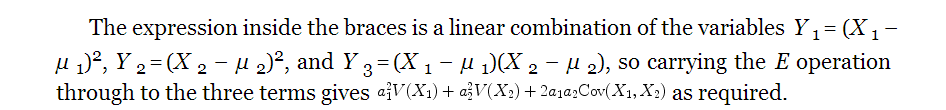 The expression inside the braces is a linear combination of the variables Y₁ = (X₁ −
μ₁)², Y₂ = (X₂ − μ₂)², and Y₃ = (X₁ − μ₁)(X₂ − μ₂), so carrying the E operation
through to the three terms gives a₁²V(X₁) + a₂²V(X₂) + 2a₁a₂Cov(X₁, X₂) as required.